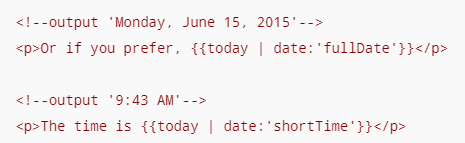 <!--output 'Monday, June 15, 2015'-->
<p>Or if you prefer, {{today | date:'fullDate'}}</p>
<!--output '9:43 AM'-->
<p>The time is {{today | date:'shortTime'}}</p>